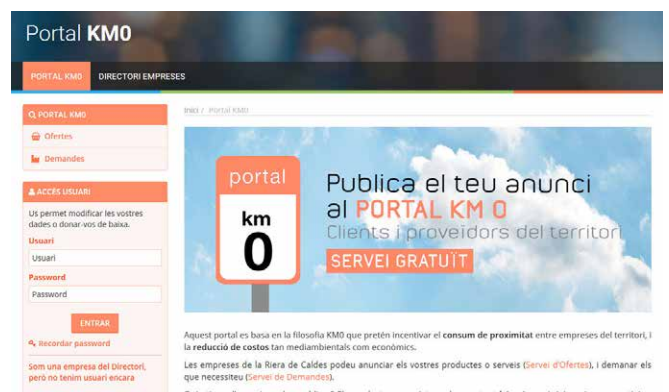 Portal KM0
PORTAL KM0 DIRECTORI EMPRESES
PORTAL KM0
Ofertes
Demandes
ACCÉS USUARI
Us permet modificar les vostres
dades o donar-vos de baixa.
Usuari
Usuari
Password
Password
ENTRAR
Recordar password
Som una empresa del Directori,
però no tenim usuari encara
Inici / Portal KM0
portal
km
0
Publica el teu anunci
al PORTAL KM 0
Clients i proveïdors del territori
SERVEI GRATUÏT
Aquest portal es basa en la filosofia KM0 que pretén incentivar el consum de proximitat entre empreses del territori, i
la reducció de costos tan mediambientals com econòmics.
Les empreses de la Riera de Caldes podeu anunciar els vostres productes o serveis (Servei d'Ofertes), i demanar els
que necessiteu (Servei de Demandes).